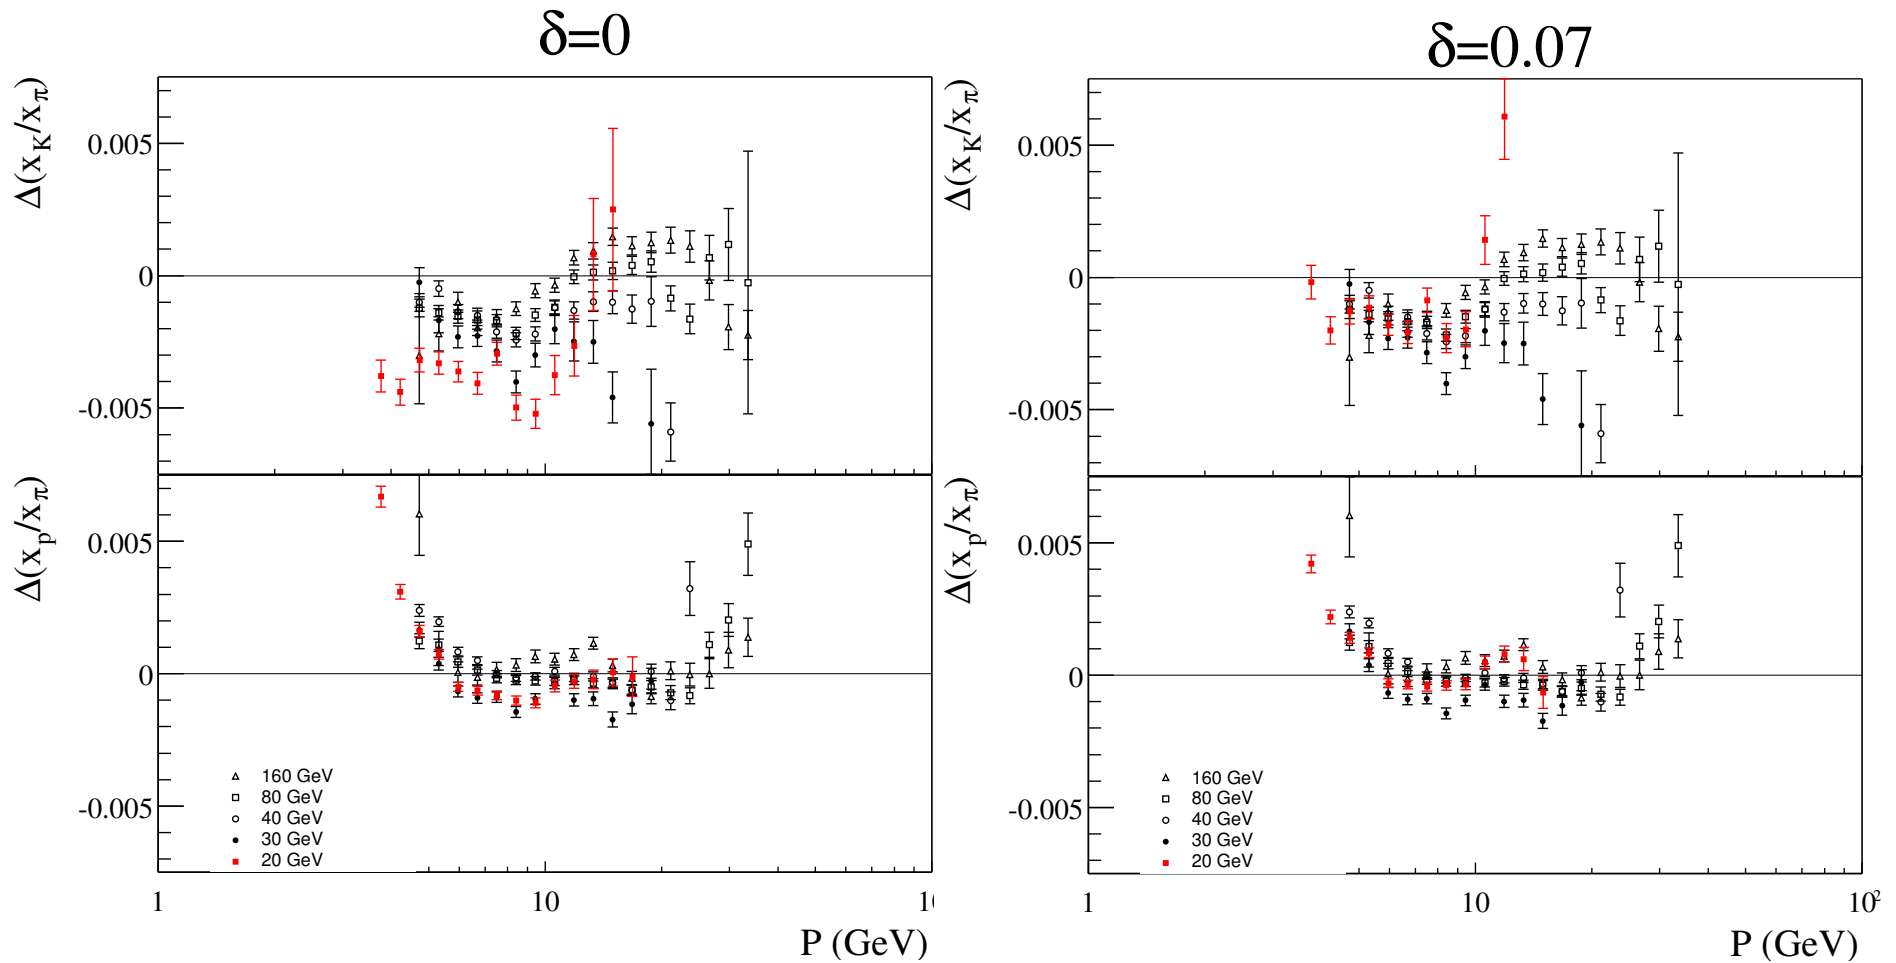 δ=0
Δ(x_K/x_π)
0.005
0
-0.005
Δ(x_p/x_π)
0.005
0
-0.005
160 GeV
80 GeV
40 GeV
30 GeV
20 GeV
1
10
P (GeV)
δ=0.07
Δ(x_K/x_π)
0.005
0
-0.005
Δ(x_p/x_π)
0.005
0
-0.005
160 GeV
80 GeV
40 GeV
30 GeV
20 GeV
1
10
10²
P (GeV)